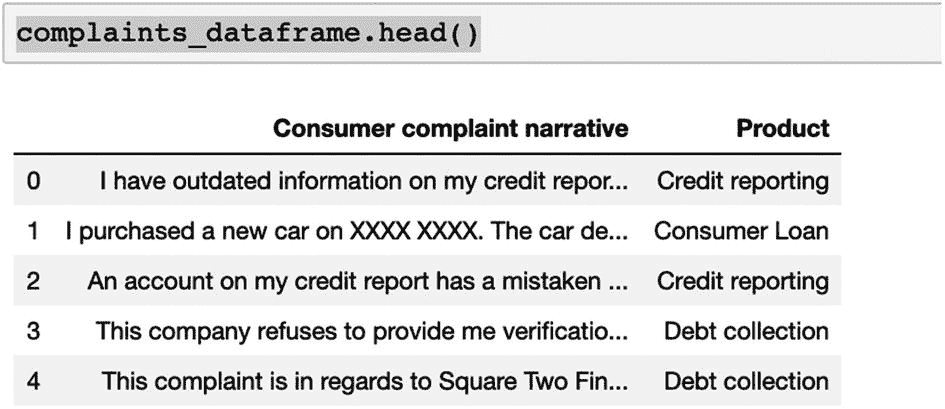 complaints_dataframe.head()
Consumer complaint narrative Product
0 I have outdated information on my credit repor... Credit reporting
1 I purchased a new car on XXXX XXXX. The car de... Consumer Loan
2 An account on my credit report has a mistaken ... Credit reporting
3 This company refuses to provide me verificatio... Debt collection
4 This complaint is in regards to Square Two Fin... Debt collection